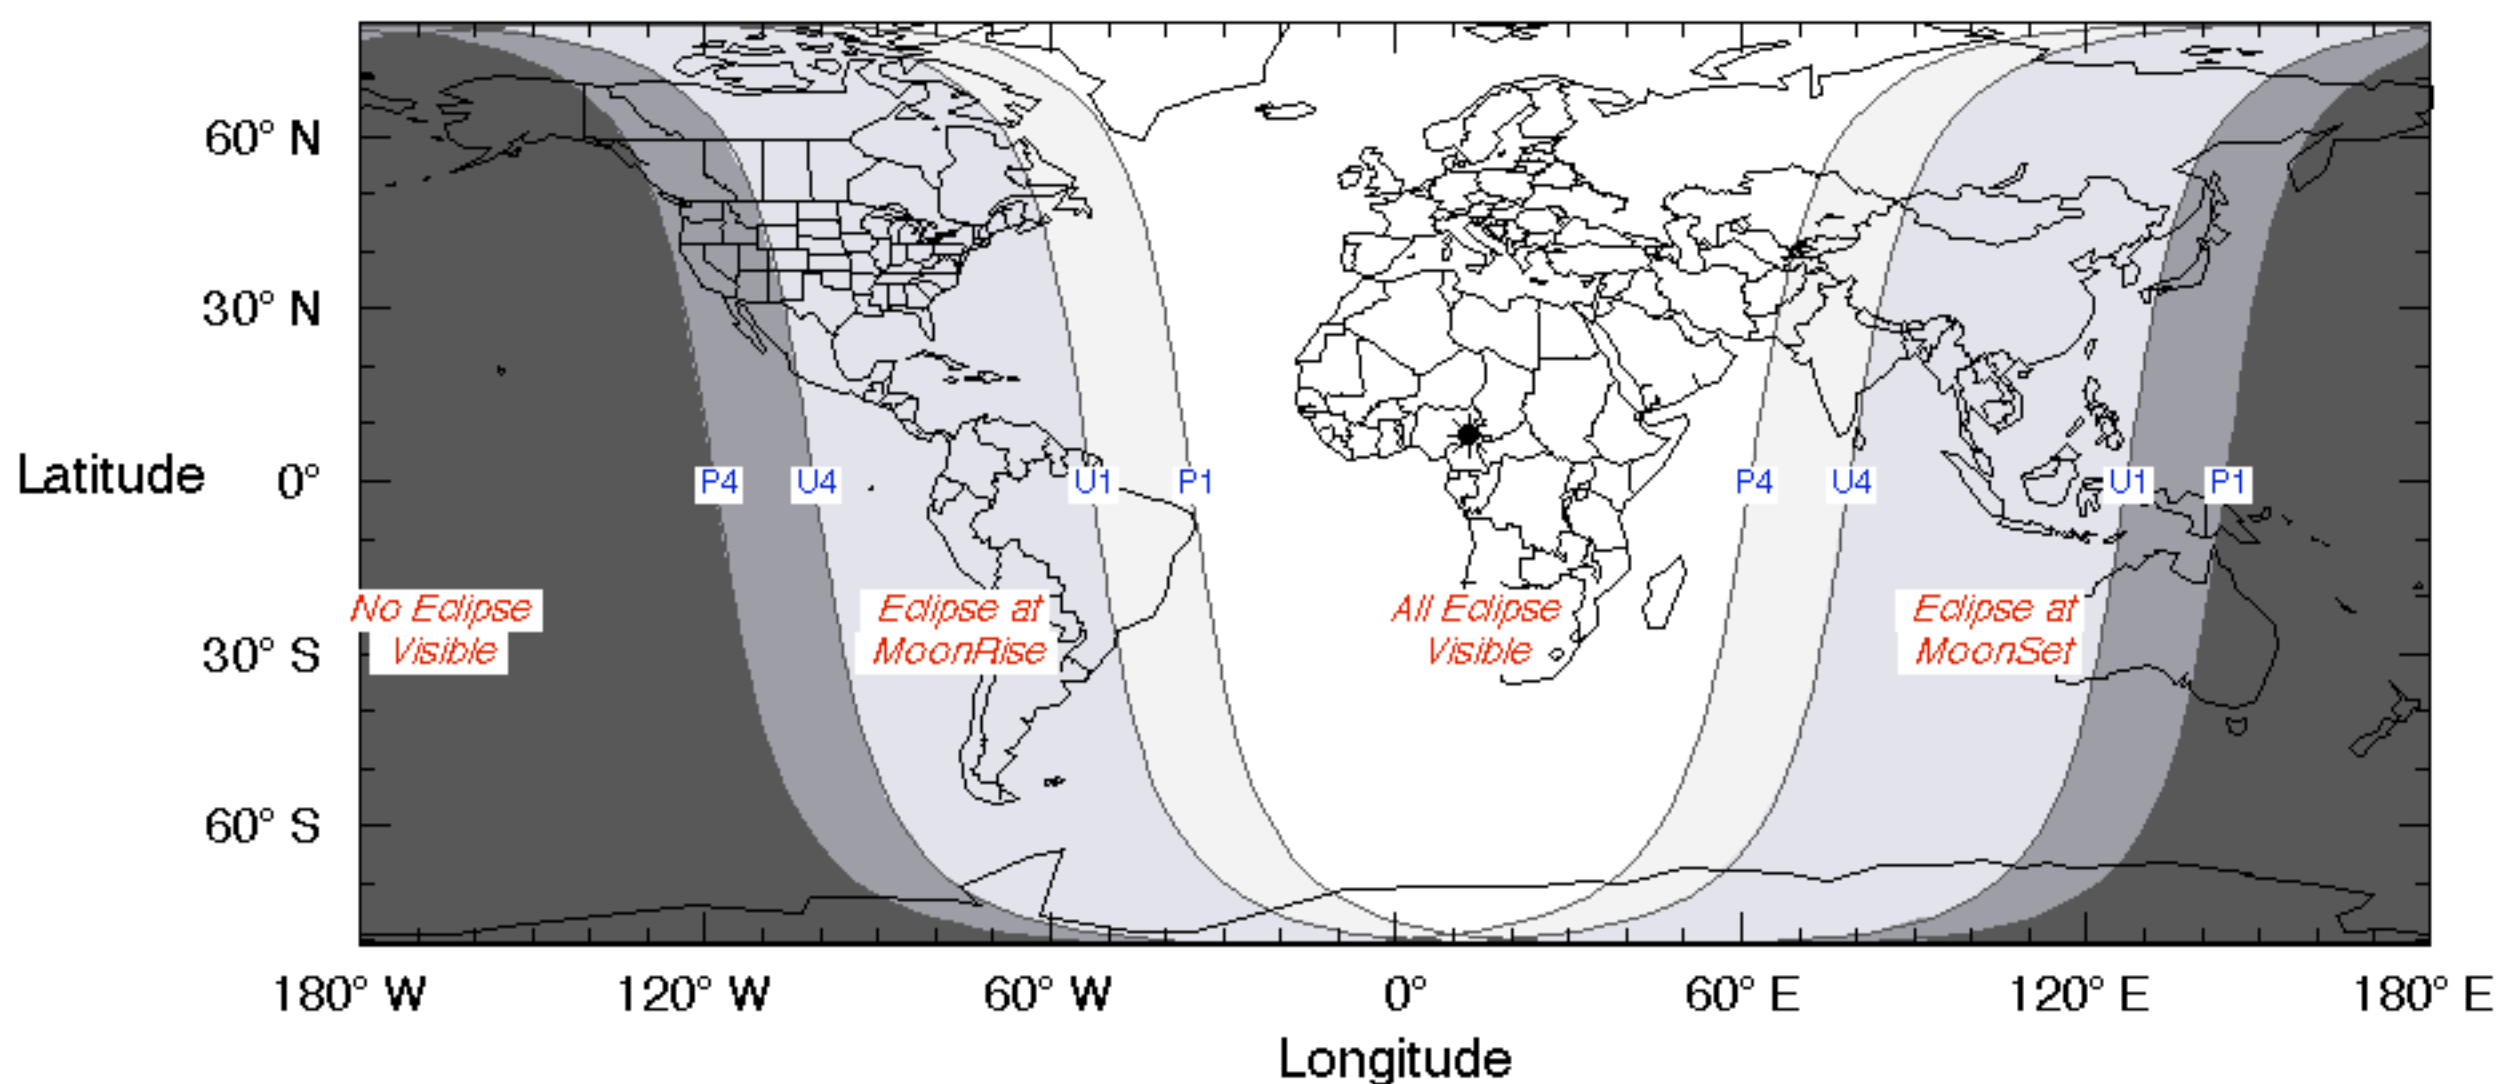 60° N
30° N
Latitude 0°
P4 U4 U1 P1 P4 U4 U1 P1
No Eclipse Visible
Eclipse at MoonRise
All Eclipse Visible
Eclipse at MoonSet
30° S
60° S
180° W 120° W 60° W 0° 60° E 120° E 180° E
Longitude